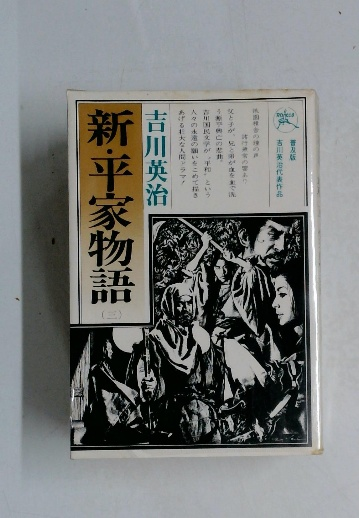 普及版
吉川英治代表作品
祇園精舎の鐘の声
諸行無常の響あり
父と子が、兄と弟が血を血で洗
う源平興亡の悲劇。
吉川国民文学が〝平和〟という
人々の永遠の願いをこめて描き
あげる壮大な人間ドラマ!
吉川英治
新・平家物語
(三)